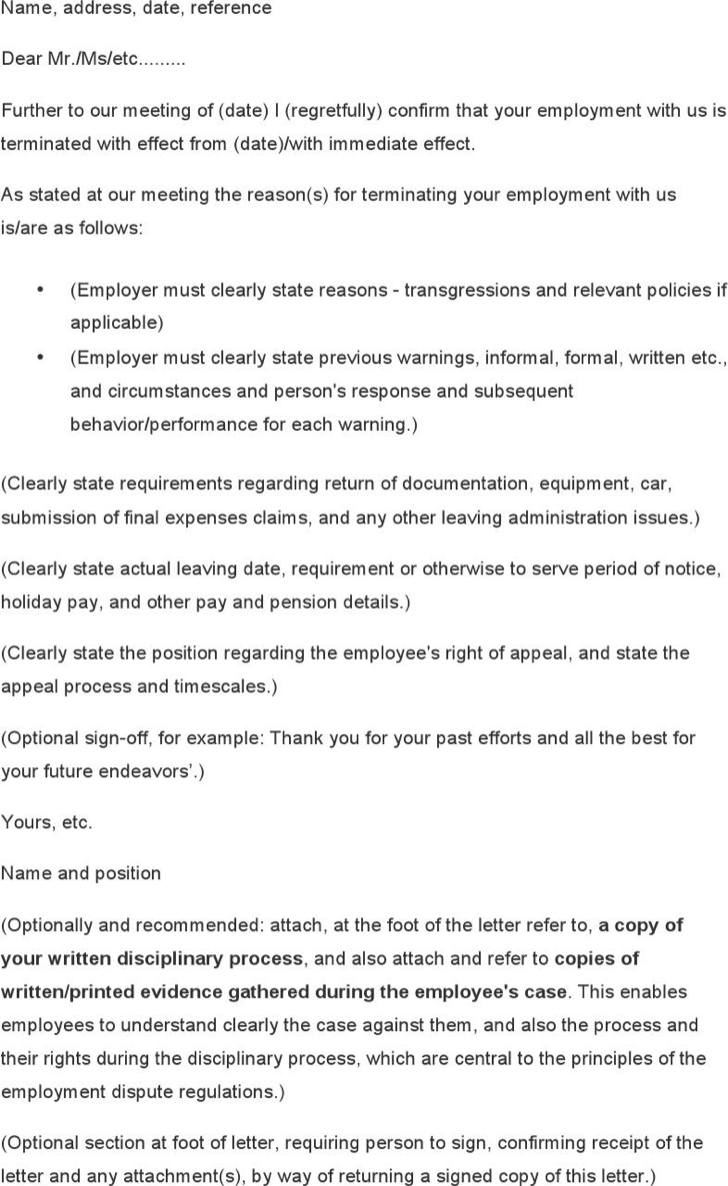 Name, address, date, reference
Dear Mr./Ms/etc.........
Further to our meeting of (date) I (regretfully) confirm that your employment with us is
terminated with effect from (date)/with immediate effect.
As stated at our meeting the reason(s) for terminating your employment with us
is/are as follows:
• (Employer must clearly state reasons - transgressions and relevant policies if
applicable)
• (Employer must clearly state previous warnings, informal, formal, written etc.,
and circumstances and person's response and subsequent
behavior/performance for each warning.)
(Clearly state requirements regarding return of documentation, equipment, car,
submission of final expenses claims, and any other leaving administration issues.)
(Clearly state actual leaving date, requirement or otherwise to serve period of notice,
holiday pay, and other pay and pension details.)
(Clearly state the position regarding the employee's right of appeal, and state the
appeal process and timescales.)
(Optional sign-off, for example: Thank you for your past efforts and all the best for
your future endeavors’.)
Yours, etc.
Name and position
(Optionally and recommended: attach, at the foot of the letter refer to, a copy of
your written disciplinary process, and also attach and refer to copies of
written/printed evidence gathered during the employee's case. This enables
employees to understand clearly the case against them, and also the process and
their rights during the disciplinary process, which are central to the principles of the
employment dispute regulations.)
(Optional section at foot of letter, requiring person to sign, confirming receipt of the
letter and any attachment(s), by way of returning a signed copy of this letter.)